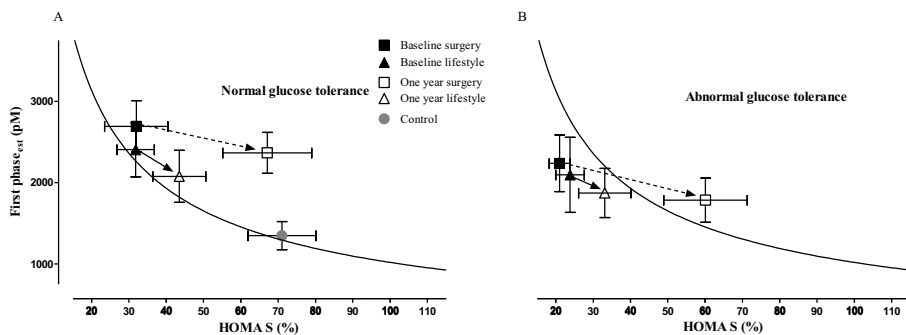 A
B
Baseline surgery
Baseline lifestyle
One year surgery
One year lifestyle
Control
Normal glucose tolerance
Abnormal glucose tolerance
First phaseest (pM)
3000
2000
1000
20 30 40 50 60 70 80 90 100 110
HOMA S (%)
20 30 40 50 60 70 80 90 100 110
HOMA S (%)